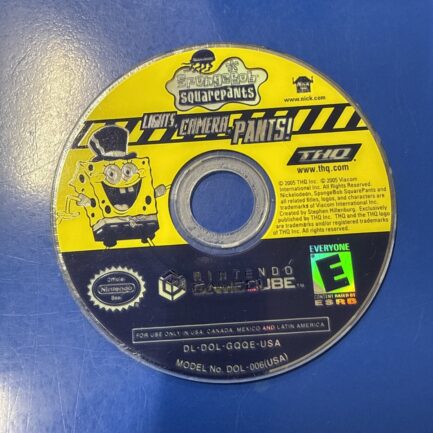 NICKELODEON
SpongeBob
SQUAREPANTS
www.nick.com
LIGHTS, CAMERA, PANTS!
THQ
www.thq.com
© 2005 THQ Inc. © 2005 Viacom
International Inc. All Rights Reserved.
Nickelodeon, SpongeBob SquarePants and
all related titles, logos, and characters are
trademarks of Viacom International Inc.
Created by Stephen Hillenburg. Exclusively
published by THQ Inc. THQ and the THQ logo
are trademarks and/or registered trademarks
of THQ Inc. All rights reserved.
EVERYONE
E
CONTENT RATED BY
ESRB
Official
Nintendo
Seal
NINTENDO
GAMECUBE
TM
FOR USE ONLY IN USA, CANADA, MEXICO AND LATIN AMERICA
DL-DOL-GQQE-USA
MODEL No. DOL-006(USA)